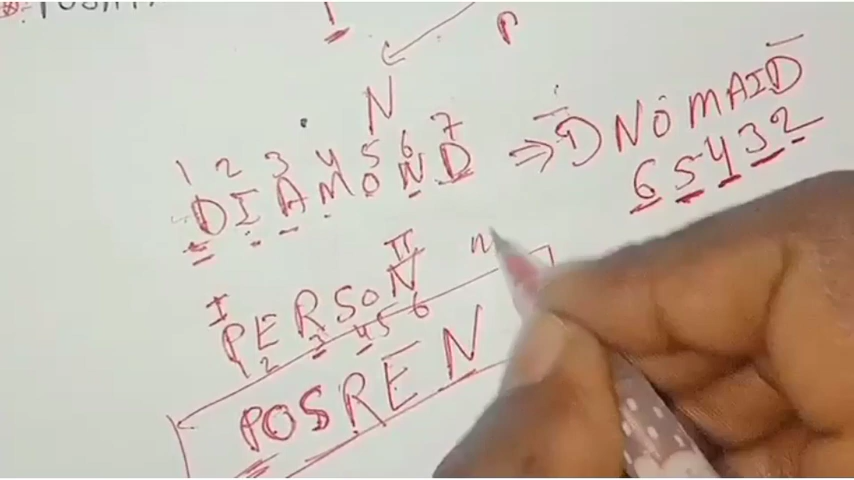 I P
N
1 2 3 4 5 6 7
DIAMOND ⇒ DNOMAID
6 5 4 3 2
I II n
PERSON
2 3 4 5 6
POSREN